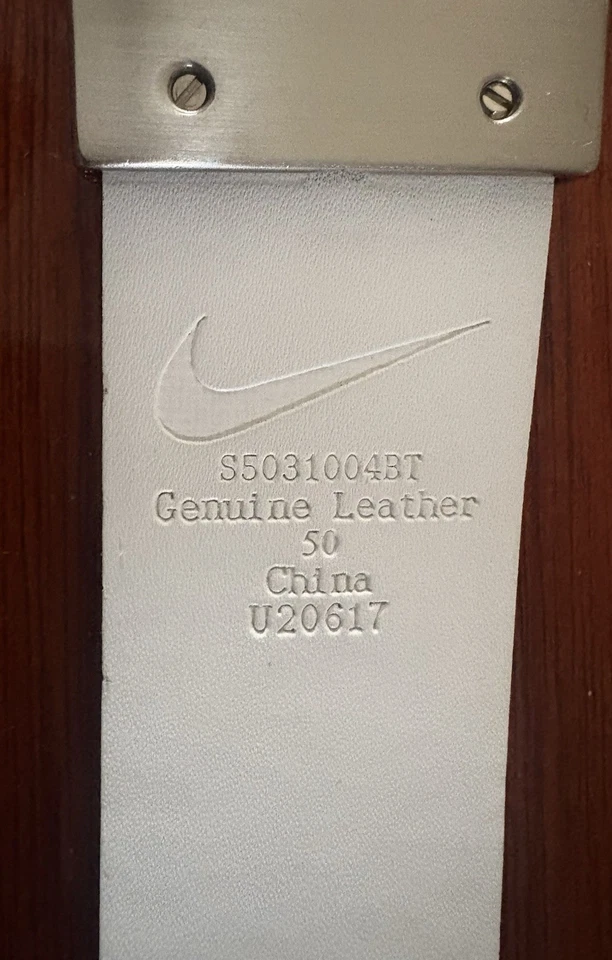 S5031004BT
Genuine Leather
50
China
U20617